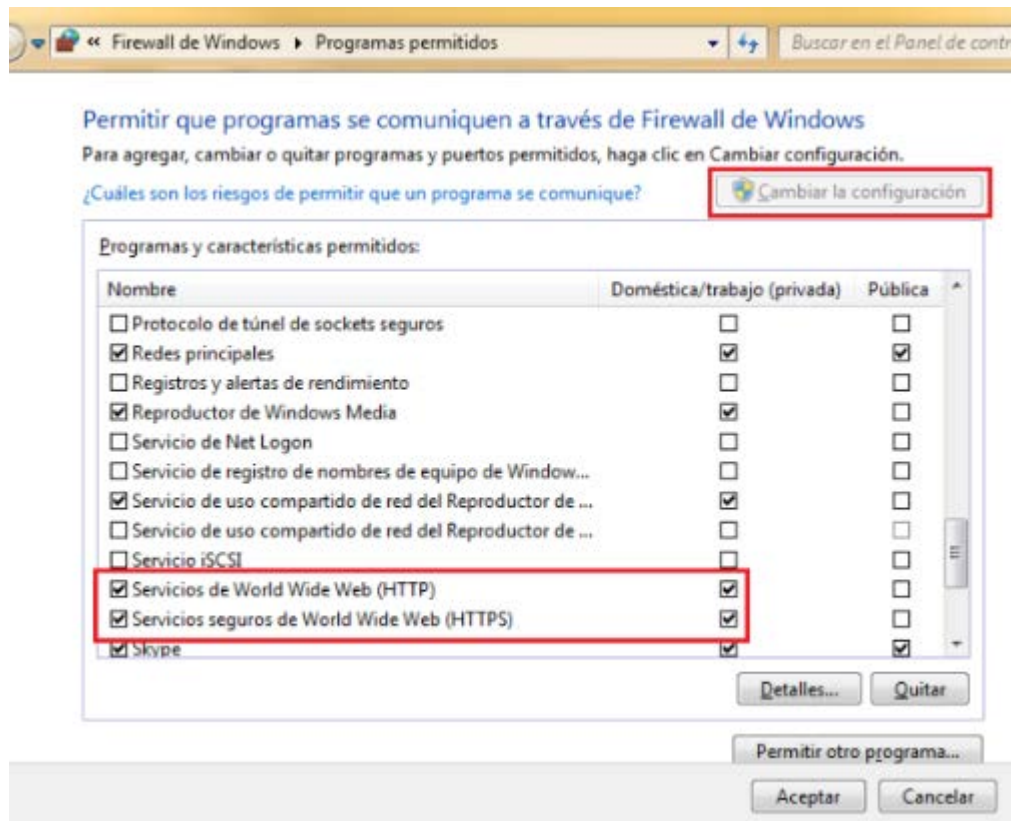 « Firewall de Windows ▸ Programas permitidos
Buscar en el Panel de contr
Permitir que programas se comuniquen a través de Firewall de Windows
Para agregar, cambiar o quitar programas y puertos permitidos, haga clic en Cambiar configuración.
¿Cuáles son los riesgos de permitir que un programa se comunique?
Cambiar la configuración
Programas y características permitidos:
Nombre Doméstica/trabajo (privada) Pública
Protocolo de túnel de sockets seguros
Redes principales
Registros y alertas de rendimiento
Reproductor de Windows Media
Servicio de Net Logon
Servicio de registro de nombres de equipo de Window...
Servicio de uso compartido de red del Reproductor de ...
Servicio de uso compartido de red del Reproductor de ...
Servicio iSCSI
Servicios de World Wide Web (HTTP)
Servicios seguros de World Wide Web (HTTPS)
Skype
Detalles... Quitar
Permitir otro programa...
Aceptar Cancelar